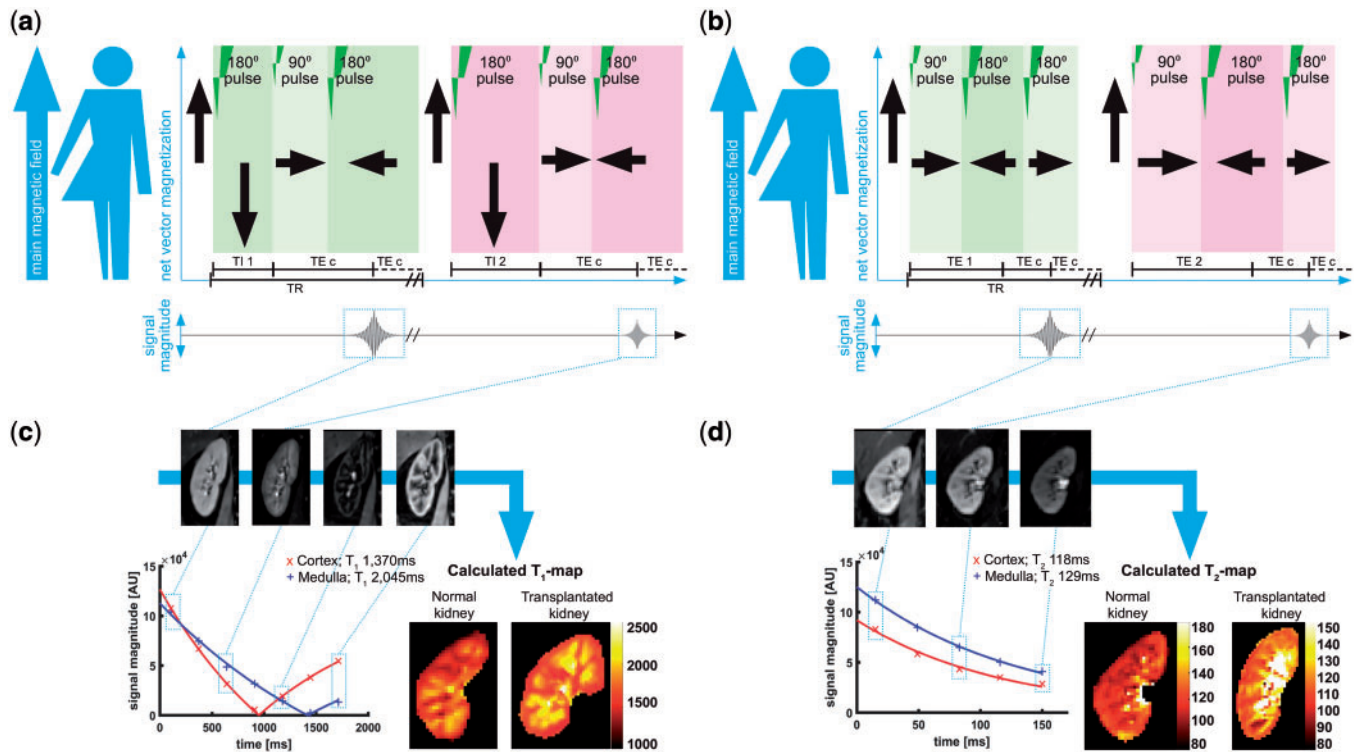 (a)
main magnetic field
net vector magnetization
180º pulse
90º pulse
180º pulse
180º pulse
90º pulse
180º pulse
TI 1
TE c
TE c
TR
TI 2
TE c
TE c
signal magnitude
(b)
main magnetic field
net vector magnetization
90º pulse
180º pulse
180º pulse
90º pulse
180º pulse
180º pulse
TE 1
TE c
TE c
TR
TE 2
TE c
TE c
signal magnitude
(c)
×10⁴
signal magnitude [AU]
15
10
5
0
0
500
1000
1500
2000
time [ms]
× Cortex; T₁ 1,370ms
+ Medulla; T₁ 2,045ms
Calculated T₁-map
Normal kidney
Transplantated kidney
2500
2000
1500
1000
(d)
×10⁴
signal magnitude [AU]
15
10
5
0
0
50
100
150
time [ms]
× Cortex; T₂ 118ms
+ Medulla; T₂ 129ms
Calculated T₂-map
Normal kidney
Transplantated kidney
180
160
140
120
100
80
150
140
130
120
110
100
90
80